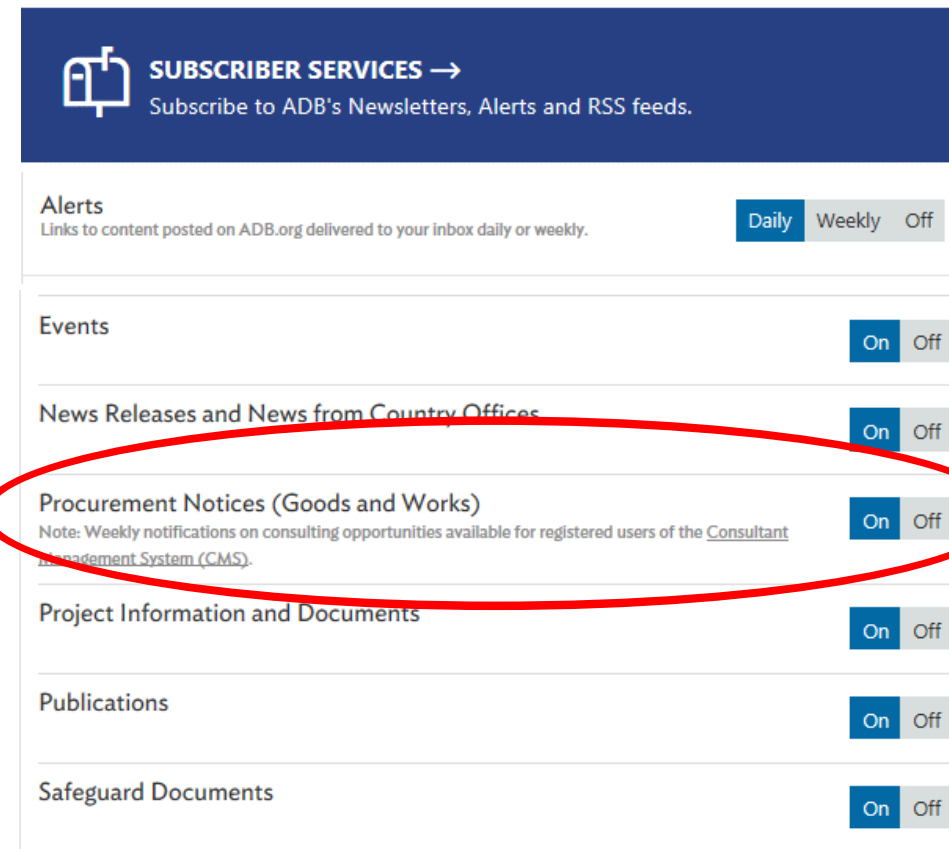 SUBSCRIBER SERVICES →
Subscribe to ADB's Newsletters, Alerts and RSS feeds.
Alerts
Links to content posted on ADB.org delivered to your inbox daily or weekly.
Daily Weekly Off
Events
On Off
News Releases and News from Country Offices
On Off
Procurement Notices (Goods and Works)
Note: Weekly notifications on consulting opportunities available for registered users of the Consultant
Management System (CMS).
On Off
Project Information and Documents
On Off
Publications
On Off
Safeguard Documents
On Off